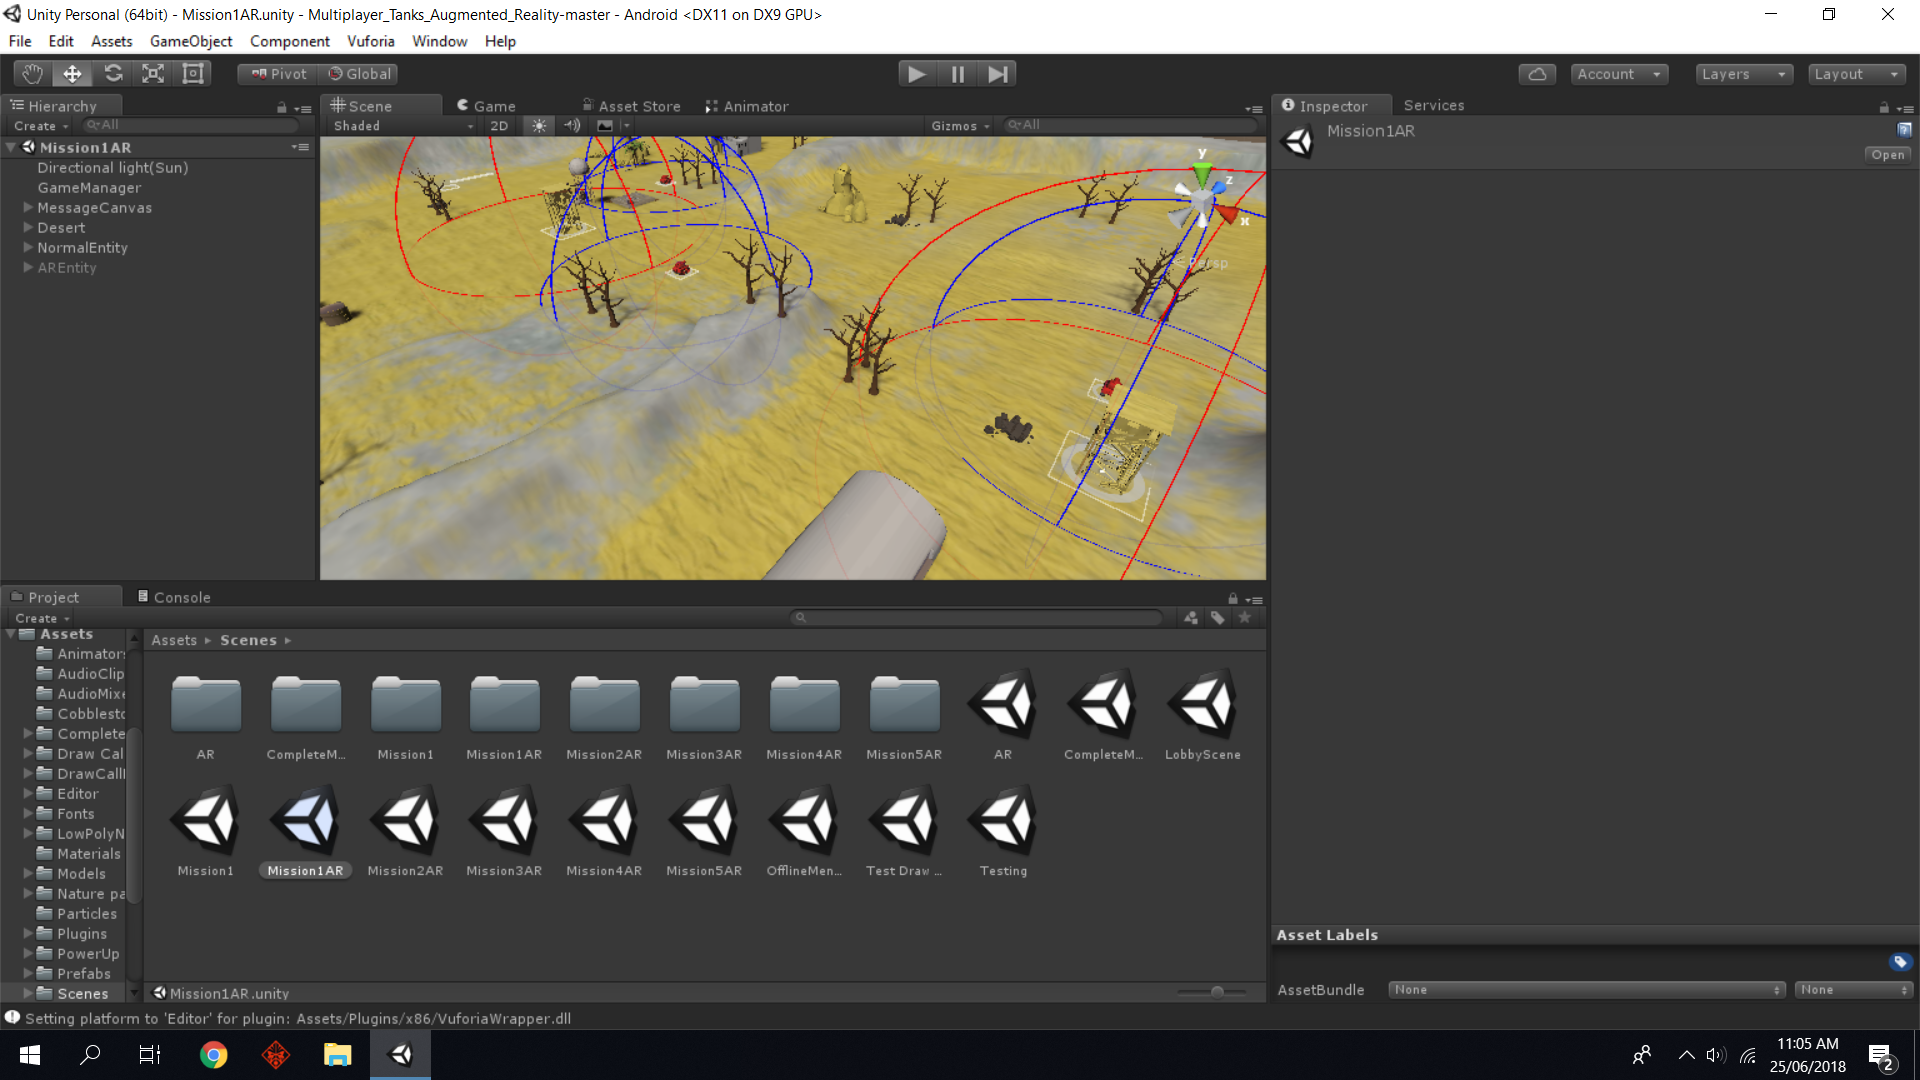 Unity Personal (64bit) - Mission1AR.unity - Multiplayer_Tanks_Augmented_Reality-master - Android <DX11 on DX9 GPU>
File Edit Assets GameObject Component Vuforia Window Help
Pivot Global Account Layers Layout
Hierarchy Scene Game Asset Store Animator Inspector Services
Create All Shaded 2D Gizmos All
Mission1AR
Directional light(Sun)
GameManager
MessageCanvas
Desert
NormalEntity
AREntity
y
z
x
Persp
Mission1AR
Open
Project Console
Create
Assets
Animators
AudioClip
AudioMixe
Cobblesto
Complete
Draw Cal
DrawCallI
Editor
Fonts
LowPolyN
Materials
Models
Nature pa
Particles
Plugins
PowerUp
Prefabs
Scenes
Assets Scenes
AR CompleteM... Mission1 Mission1AR Mission2AR Mission3AR Mission4AR Mission5AR AR CompleteM... LobbyScene
Mission1 Mission1AR Mission2AR Mission3AR Mission4AR Mission5AR OfflineMen... Test Draw ... Testing
Mission1AR.unity
Asset Labels
AssetBundle None None
Setting platform to 'Editor' for plugin: Assets/Plugins/x86/VuforiaWrapper.dll
11:05 AM
25/06/2018
2